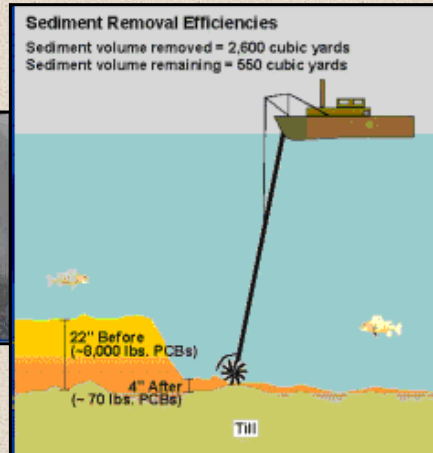 Sediment Removal Efficiencies
Sediment volume removed = 2,600 cubic yards
Sediment volume remaining = 550 cubic yards
22" Before
(~8,000 lbs. PCBs)
4" After
(~ 70 lbs. PCBs)
Till